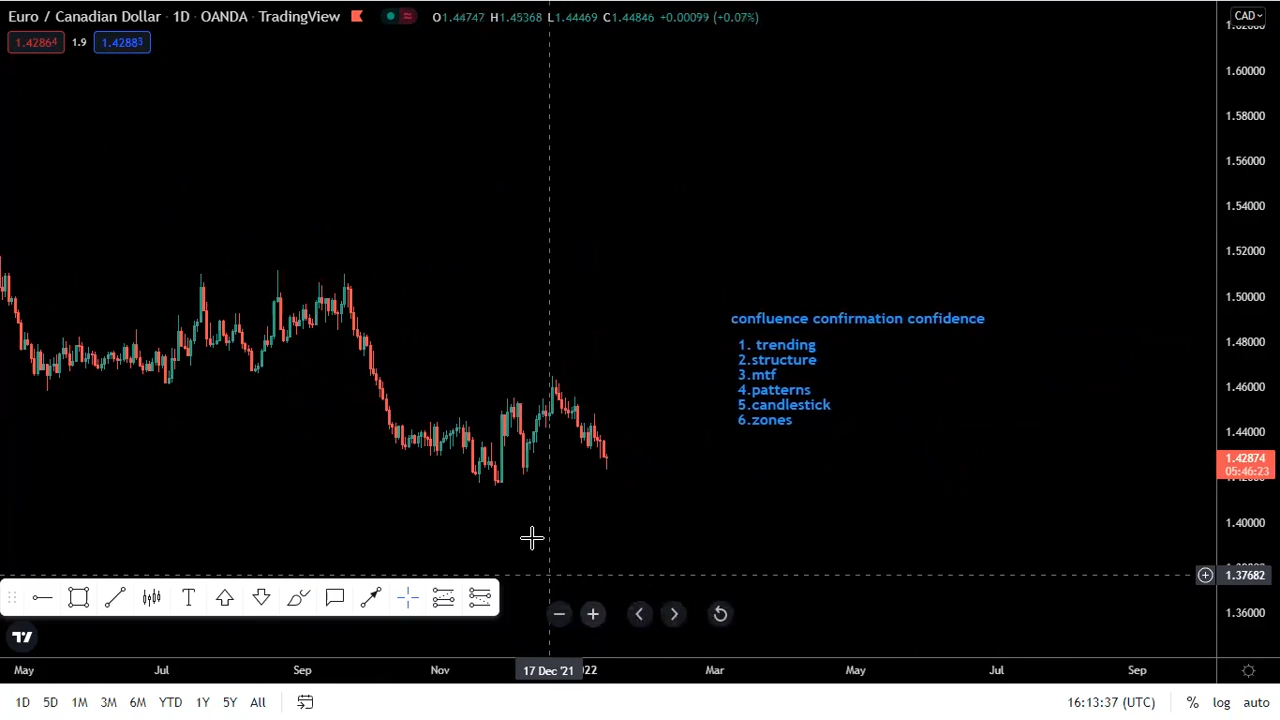 Euro / Canadian Dollar · 1D · OANDA · TradingView
O1.44747 H1.45368 L1.44469 C1.44846 +0.00099 (+0.07%)
CAD
1.42864 1.9 1.42883
1.60000
1.58000
1.56000
1.54000
1.52000
1.50000
1.48000
1.46000
1.44000
1.42874
05:46:23
1.40000
1.37682
1.36000
confluence confirmation confidence
1. trending
2.structure
3.mtf
4.patterns
5.candlestick
6.zones
T
May Jul Sep Nov 17 Dec '21 Mar May Jul Sep
1D 5D 1M 3M 6M YTD 1Y 5Y All 16:13:37 (UTC) % log auto